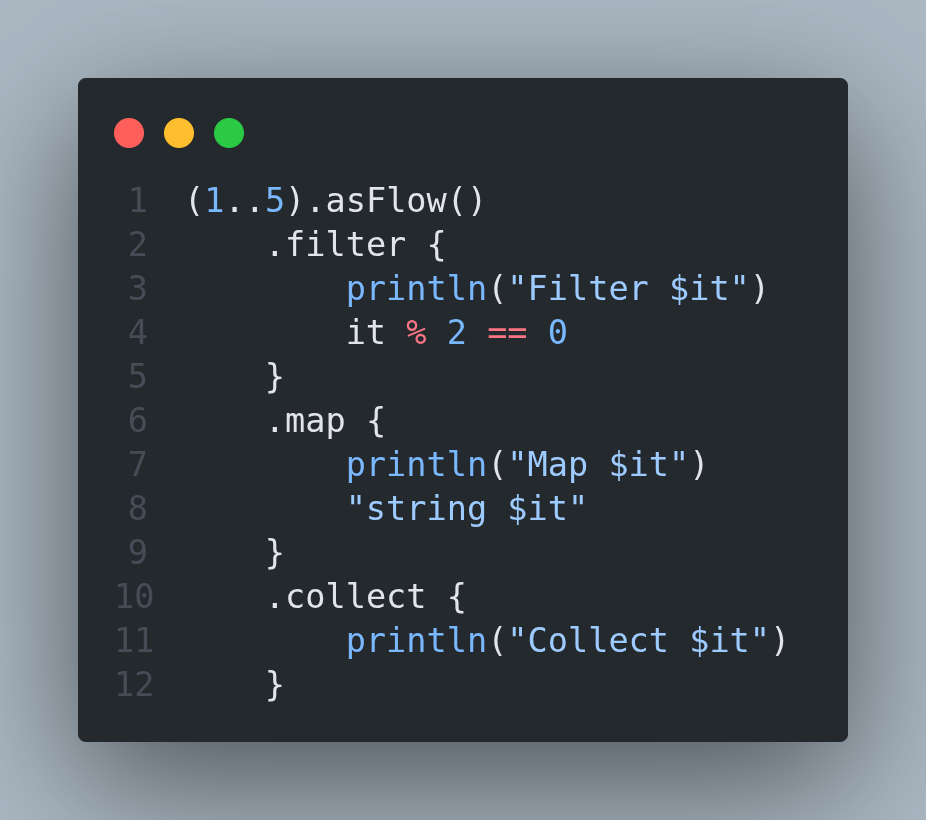 1 (1..5).asFlow()
2     .filter {
3         println("Filter $it")
4         it % 2 == 0
5     }
6     .map {
7         println("Map $it")
8         "string $it"
9     }
10     .collect {
11         println("Collect $it")
12     }